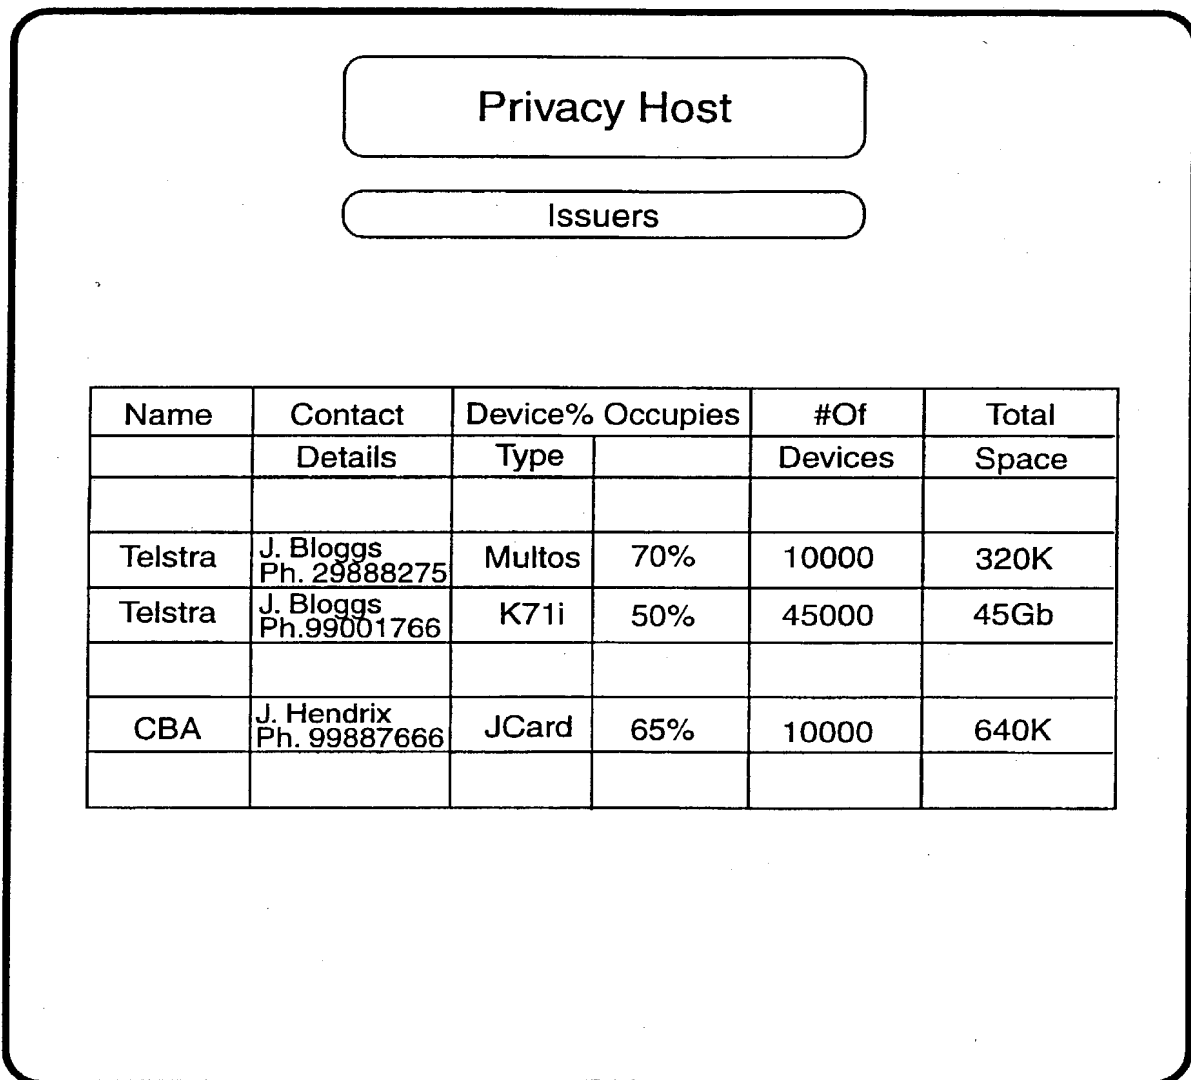 Privacy Host
Issuers
Name Contact Device% Occupies #Of Total
Details Type Devices Space
Telstra J. Bloggs Ph. 29888275 Multos 70% 10000 320K
Telstra J. Bloggs Ph.99001766 K71i 50% 45000 45Gb
CBA J. Hendrix Ph. 99887666 JCard 65% 10000 640K